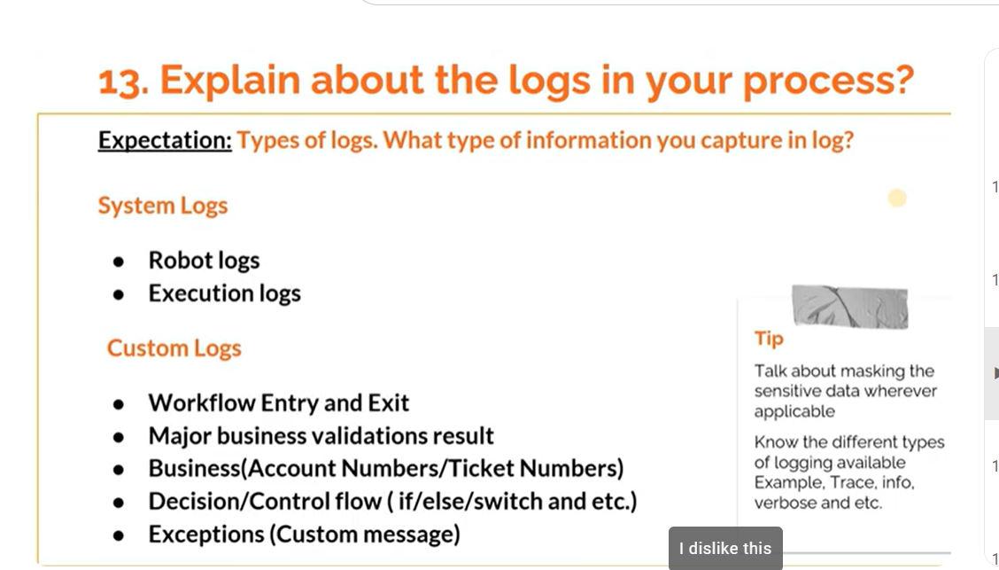 13. Explain about the logs in your process?
Expectation: Types of logs. What type of information you capture in log?
System Logs
● Robot logs
● Execution logs
Custom Logs
● Workflow Entry and Exit
● Major business validations result
● Business(Account Numbers/Ticket Numbers)
● Decision/Control flow ( if/else/switch and etc.)
● Exceptions (Custom message)
Tip
Talk about masking the
sensitive data wherever
applicable
Know the different types
of logging available
Example, Trace, info,
verbose and etc.
I dislike this
1
1
1
1